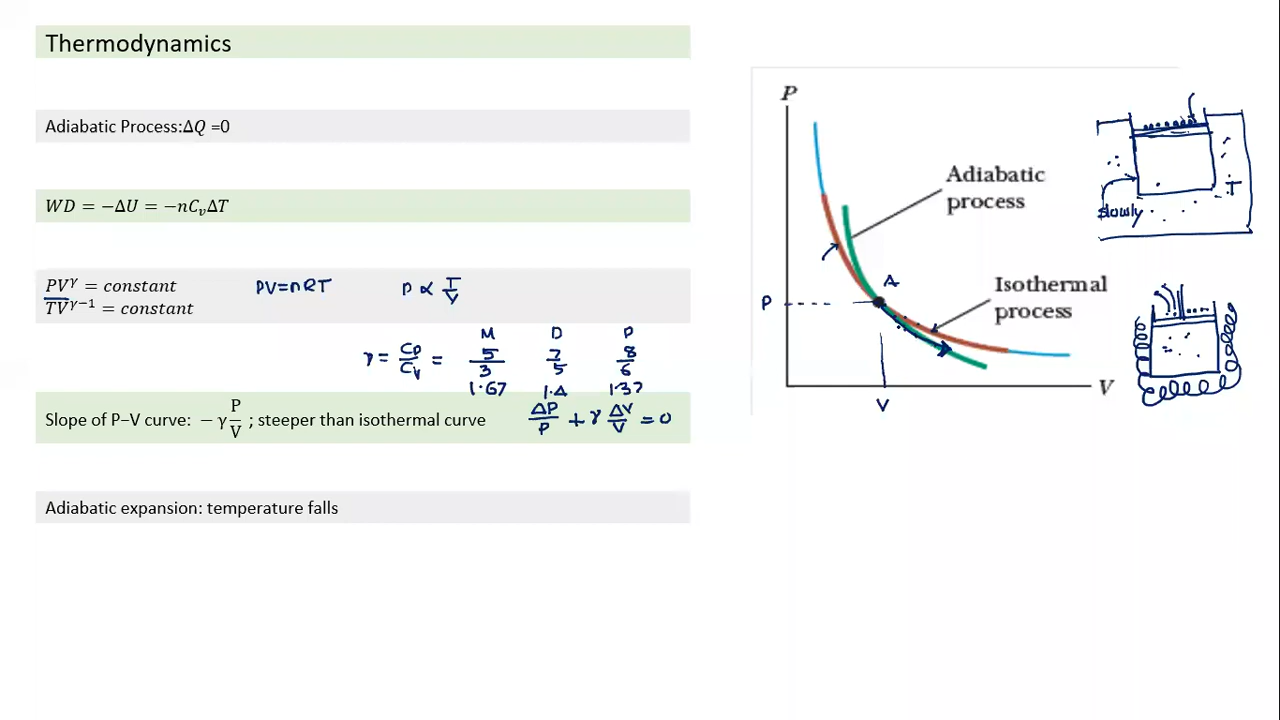 Thermodynamics
Adiabatic Process:ΔQ =0
WD = −ΔU = −nCᵥΔT
PV^γ = constant
TV^(γ−1) = constant
PV=nRT
P ∝ T/V
M D P
γ = Cp/Cv = 5/3 7/5 8/6
1.67 1.4 1.33
Slope of P–V curve: − γ P/V ; steeper than isothermal curve
ΔP/P + γ ΔV/V = 0
Adiabatic expansion: temperature falls
P
Adiabatic
process
T
slowly
A
Isothermal
process
P
V
V